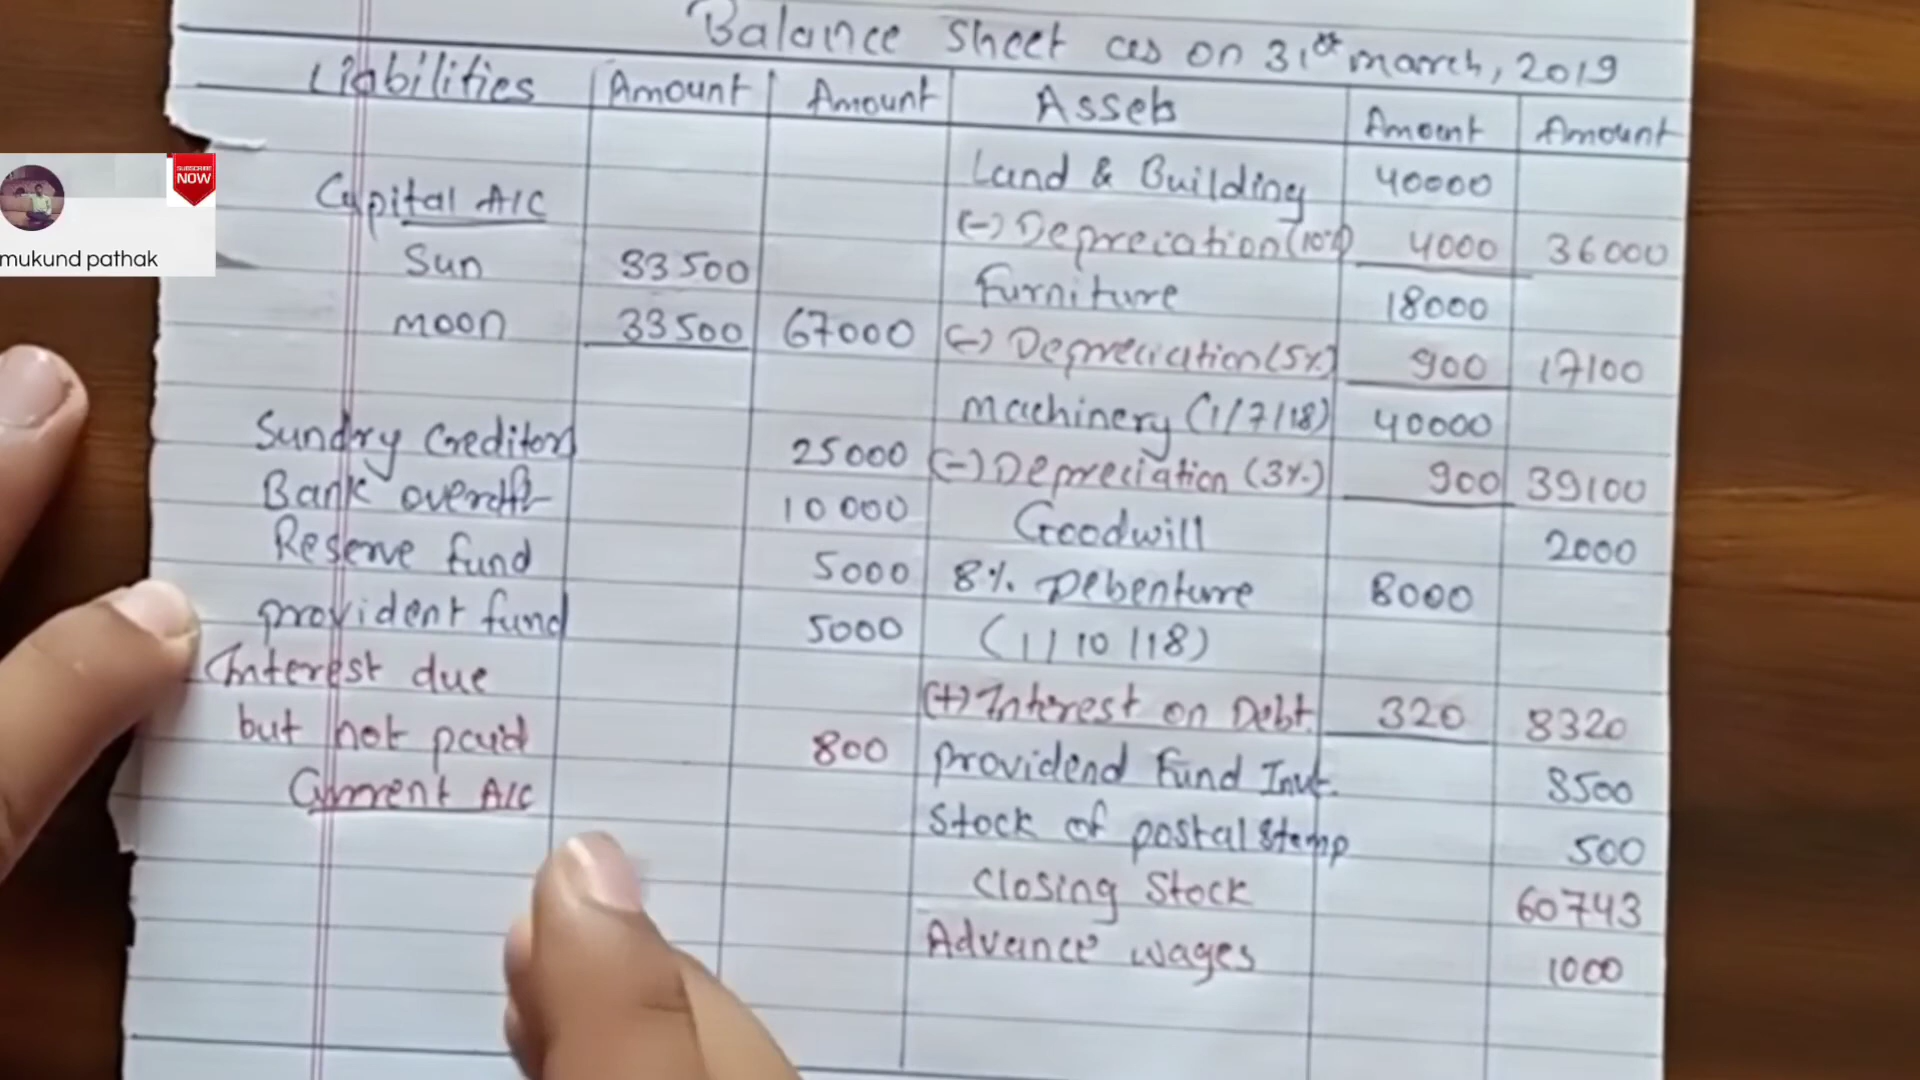 Balance Sheet as on 31st march, 2019
Liabilities Amount Amount Assets Amount Amount
Land & Building 40000
Capital A/C (-) Depreciation (10%) 4000 36000
Sun 33500 Furniture 18000
moon 33500 67000 (-) Depreciation (5%) 900 17100
machinery (1/7/18) 40000
Sundry Creditors 25000 (-) Depreciation (3%) 900 39100
Bank overdft 10000 Goodwill 2000
Reserve fund 5000 8% Debenture 8000
provident fund 5000 (1/10/18)
Interest due (+) Interest on Debt. 320 8320
but not paid 800 providend Fund Invt. 8500
Current A/C Stock of postal stamp 500
Closing Stock 60743
Advance wages 1000
SUBSCRIBE
NOW
mukund pathak